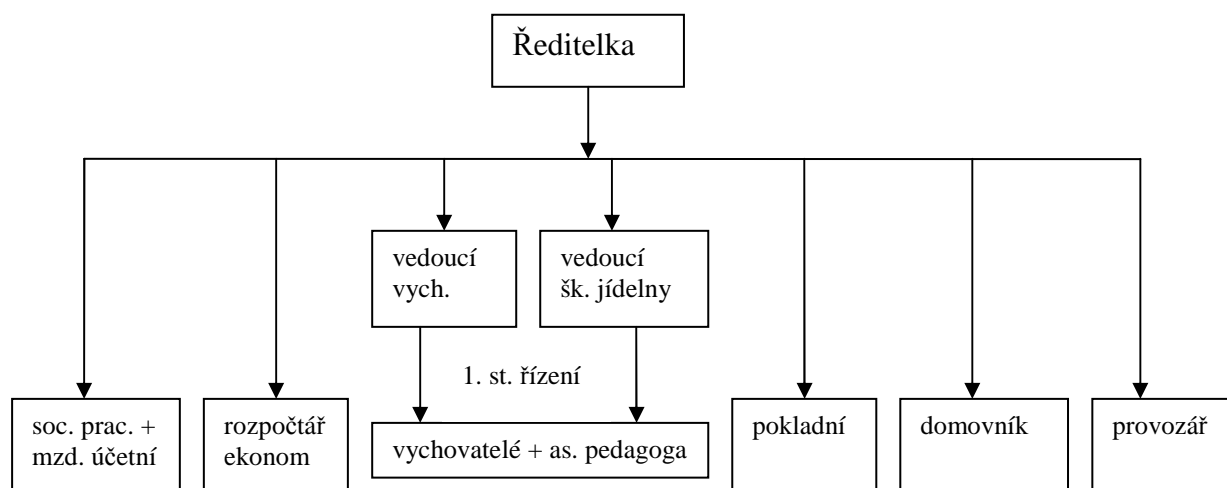 Ředitelka
vedoucí
vych.
vedoucí
šk. jídelny
1. st. řízení
soc. prac. +
mzd. účetní
rozpočtář
ekonom
vychovatelé + as. pedagoga
pokladní
domovník
provozář